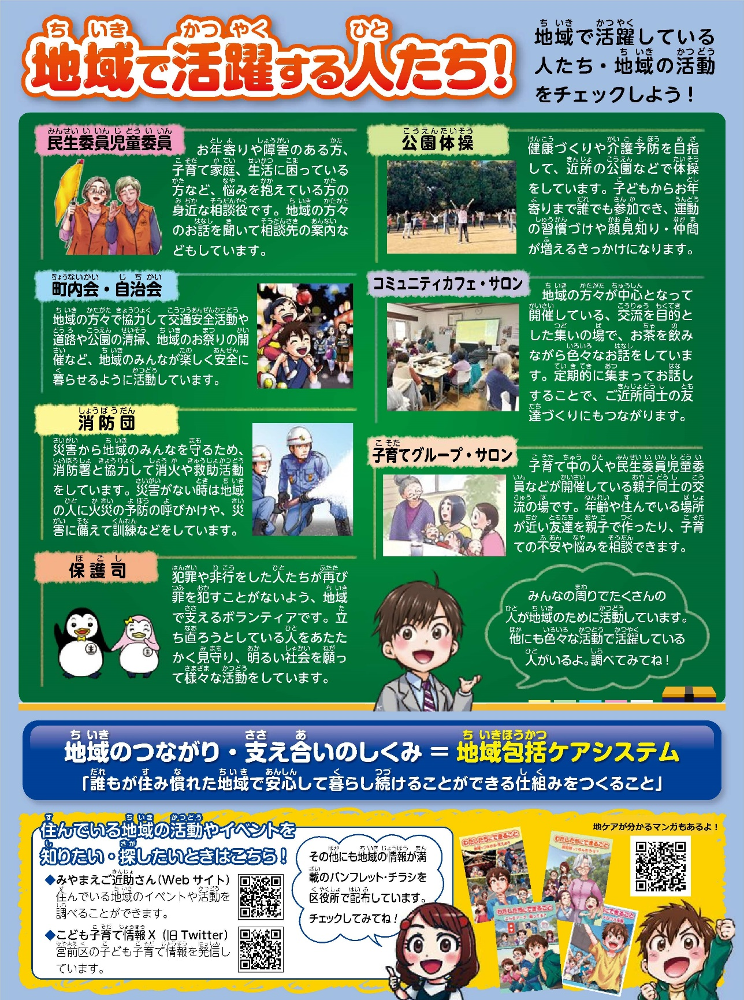 地域で活躍する人たち！
地域で活躍している
人たち・地域の活動
をチェックしよう！
民生委員児童委員
お年寄りや障害のある方、
子育て家庭、生活に困っている
方など、悩みを抱えている方の
身近な相談役です。地域の方々
のお話を聞いて相談先の案内な
どもしています。
町内会・自治会
地域の方々で協力して交通安全活動や
道路や公園の清掃、地域のお祭りの開
催など、地域のみんなが楽しく安全に
暮らせるように活動しています。
消防団
災害から地域のみんなを守るため、
消防署と協力して消火や救助活動
をしています。災害がない時は地域
の人に火災の予防の呼びかけや、災
害に備えて訓練などをしています。
保護司
犯罪や非行をした人たちが再び
罪を犯すことがないよう、地域
で支えるボランティアです。立
ち直ろうとしている人をあたた
かく見守り、明るい社会を願っ
て様々な活動をしています。
公園体操
健康づくりや介護予防を目指
して、近所の公園などで体操
をしています。子どもからお年
寄りまで誰でも参加でき、運動
の習慣づけや顔見知り・仲間
が増えるきっかけになります。
コミュニティカフェ・サロン
地域の方々が中心となって
開催している、交流を目的と
した集いの場で、お茶を飲み
ながら色々なお話をしていま
す。定期的に集まってお話し
することで、ご近所同士の友
達づくりにもつながります。
子育てグループ・サロン
子育て中の人や民生委員児童委
員などが開催している親子同士の交
流の場です。年齢や住んでいる場所
が近い友達を親子で作ったり、子育
ての不安や悩みを相談できます。
みんなの周りでたくさんの
人が地域のために活動しています。
他にも色々な活動で活躍している
人がいるよ。調べてみてね！
地域のつながり・支え合いのしくみ＝地域包括ケアシステム
「誰もが住み慣れた地域で安心して暮らし続けることができる仕組みをつくること」
住んでいる地域の活動やイベントを
知りたい・探したいときはこちら！
◆みやまえご近助さん（Webサイト）
住んでいる地域のイベントや活動を
調べることができます。
◆こども子育て情報X（旧Twitter）
宮前区の子ども子育て情報を発信し
ています。
その他にも地域の情報が満
載のパンフレット・チラシを
区役所で配布しています。
チェックしてみてね！
地ケアが分かるマンガもあるよ！
わたしたちにできること
わたしたちにできること
わたしたちにできること
わたしたちにできること